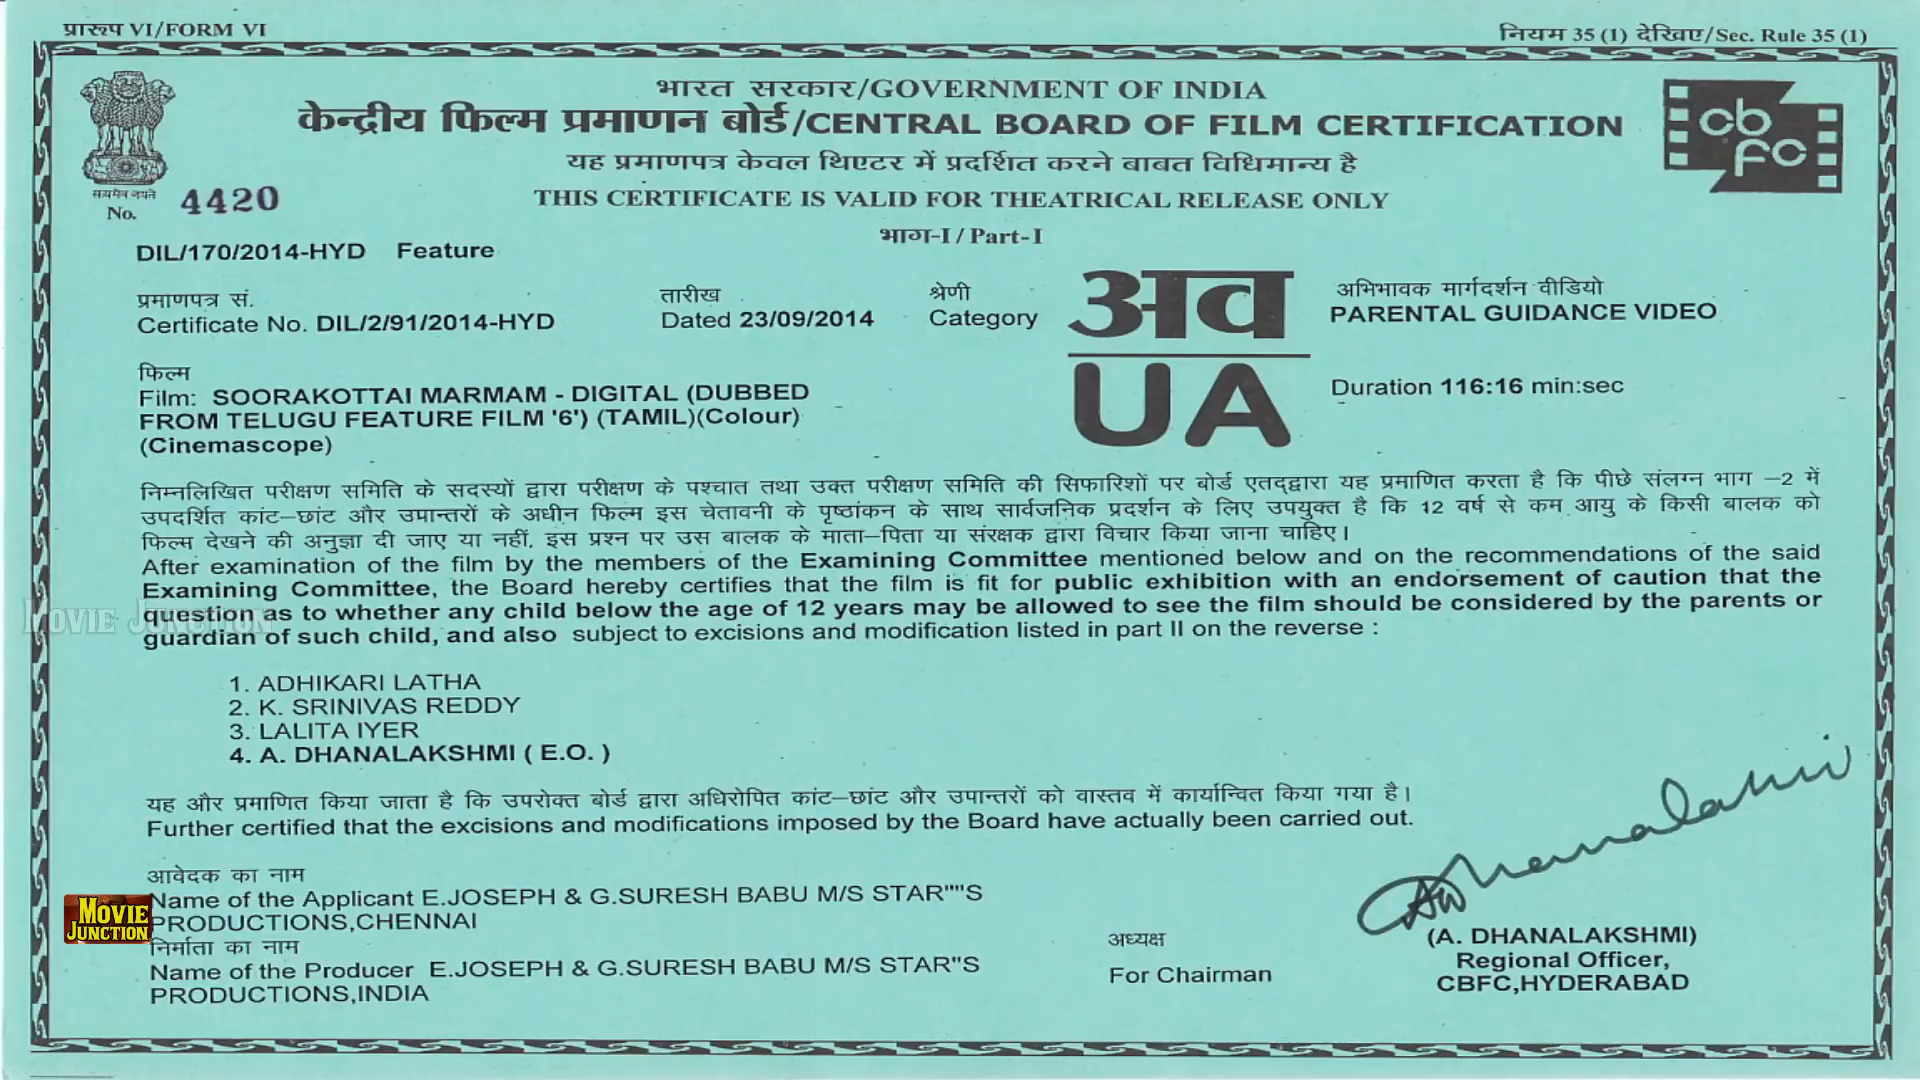 प्रारूप VI/FORM VI
नियम 35 (1) देखिए/Sec. Rule 35 (1)
भारत सरकार/GOVERNMENT OF INDIA
केन्द्रीय फिल्म प्रमाणन बोर्ड/CENTRAL BOARD OF FILM CERTIFICATION
cb
fc
यह प्रमाणपत्र केवल थिएटर में प्रदर्शित करने बाबत विधिमान्य है
सत्यमेव जयते
No. 4420
THIS CERTIFICATE IS VALID FOR THEATRICAL RELEASE ONLY
भाग-I / Part-I
DIL/170/2014-HYD Feature
प्रमाणपत्र सं.
Certificate No. DIL/2/91/2014-HYD
तारीख
Dated 23/09/2014
श्रेणी
Category
अव
UA
अभिभावक मार्गदर्शन वीडियो
PARENTAL GUIDANCE VIDEO
Duration 116:16 min:sec
फिल्म
Film: SOORAKOTTAI MARMAM - DIGITAL (DUBBED
FROM TELUGU FEATURE FILM '6') (TAMIL)(Colour)
(Cinemascope)
निम्नलिखित परीक्षण समिति के सदस्यों द्वारा परीक्षण के पश्चात तथा उक्त परीक्षण समिति की सिफारिशों पर बोर्ड एतद्द्वारा यह प्रमाणित करता है कि पीछे संलग्न भाग –2 में
उपदर्शित कांट–छांट और उपान्तरों के अधीन फिल्म इस चेतावनी के पृष्ठांकन के साथ सार्वजनिक प्रदर्शन के लिए उपयुक्त है कि 12 वर्ष से कम आयु के किसी बालक को
फिल्म देखने की अनुज्ञा दी जाए या नहीं, इस प्रश्न पर उस बालक के माता–पिता या संरक्षक द्वारा विचार किया जाना चाहिए।
After examination of the film by the members of the Examining Committee mentioned below and on the recommendations of the said
Examining Committee, the Board hereby certifies that the film is fit for public exhibition with an endorsement of caution that the
question as to whether any child below the age of 12 years may be allowed to see the film should be considered by the parents or
guardian of such child, and also subject to excisions and modification listed in part II on the reverse :
MOVIE JUNCTION
1. ADHIKARI LATHA
2. K. SRINIVAS REDDY
3. LALITA IYER
4. A. DHANALAKSHMI ( E.O. )
यह और प्रमाणित किया जाता है कि उपरोक्त बोर्ड द्वारा अधिरोपित कांट–छांट और उपान्तरों को वास्तव में कार्यान्वित किया गया है।
Further certified that the excisions and modifications imposed by the Board have actually been carried out.
आवेदक का नाम
Name of the Applicant E.JOSEPH & G.SURESH BABU M/S STAR""'S
PRODUCTIONS,CHENNAI
MOVIE
JUNCTION
निर्माता का नाम
Name of the Producer E.JOSEPH & G.SURESH BABU M/S STAR"S
PRODUCTIONS,INDIA
अध्यक्ष
For Chairman
Dhanalakshmi
(A. DHANALAKSHMI)
Regional Officer,
CBFC,HYDERABAD